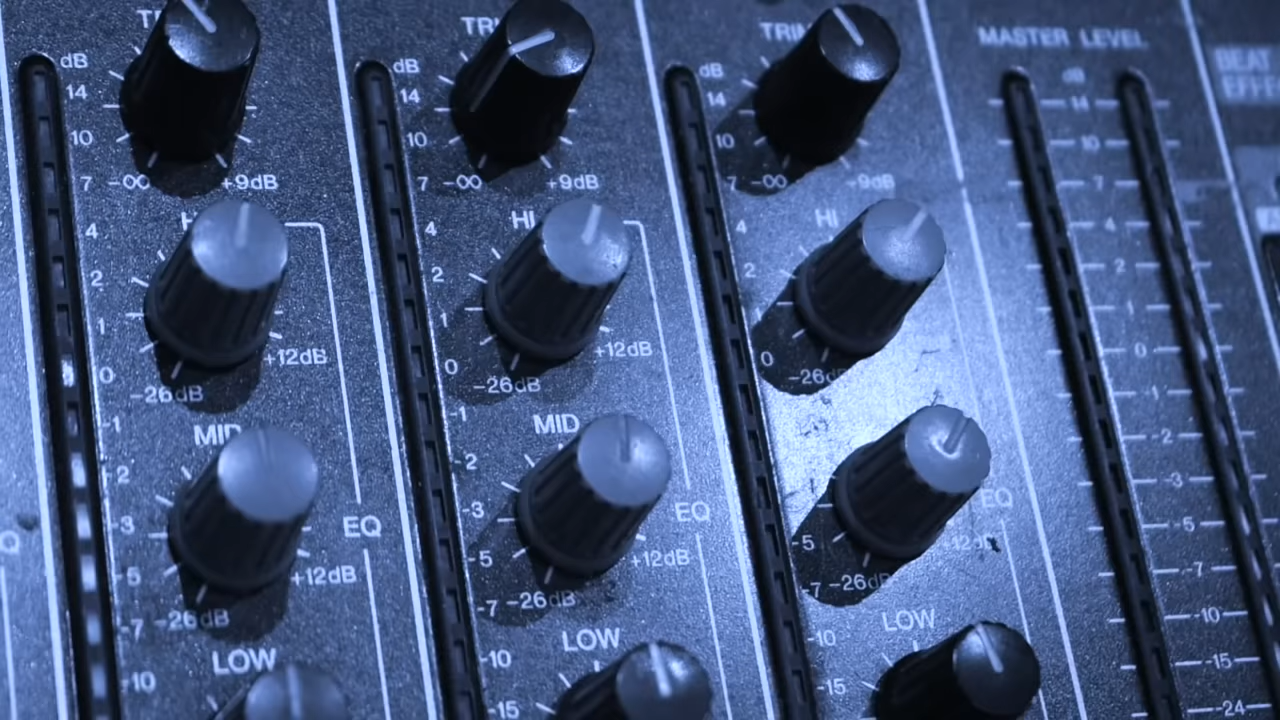 dB
14
10
7
4
2
1
0
-1
-2
-3
-5
-7
-10
-∞
+9dB
-26dB
+12dB
MID
-26dB
+12dB
LOW
EQ
dB
14
10
7
4
2
1
0
-1
-2
-3
-5
-7
-10
-15
-∞
+9dB
HI
-26dB
+12dB
MID
-26dB
+12dB
LOW
EQ
TRIM
dB
14
10
7
4
2
0
-5
-7
-10
-15
-∞
+9dB
HI
-26dB
-26dB
+12dB
LOW
EQ
MASTER LEVEL
dB
14
10
7
4
2
1
0
-1
-2
-3
-5
-7
-10
-15
-24
BEAT